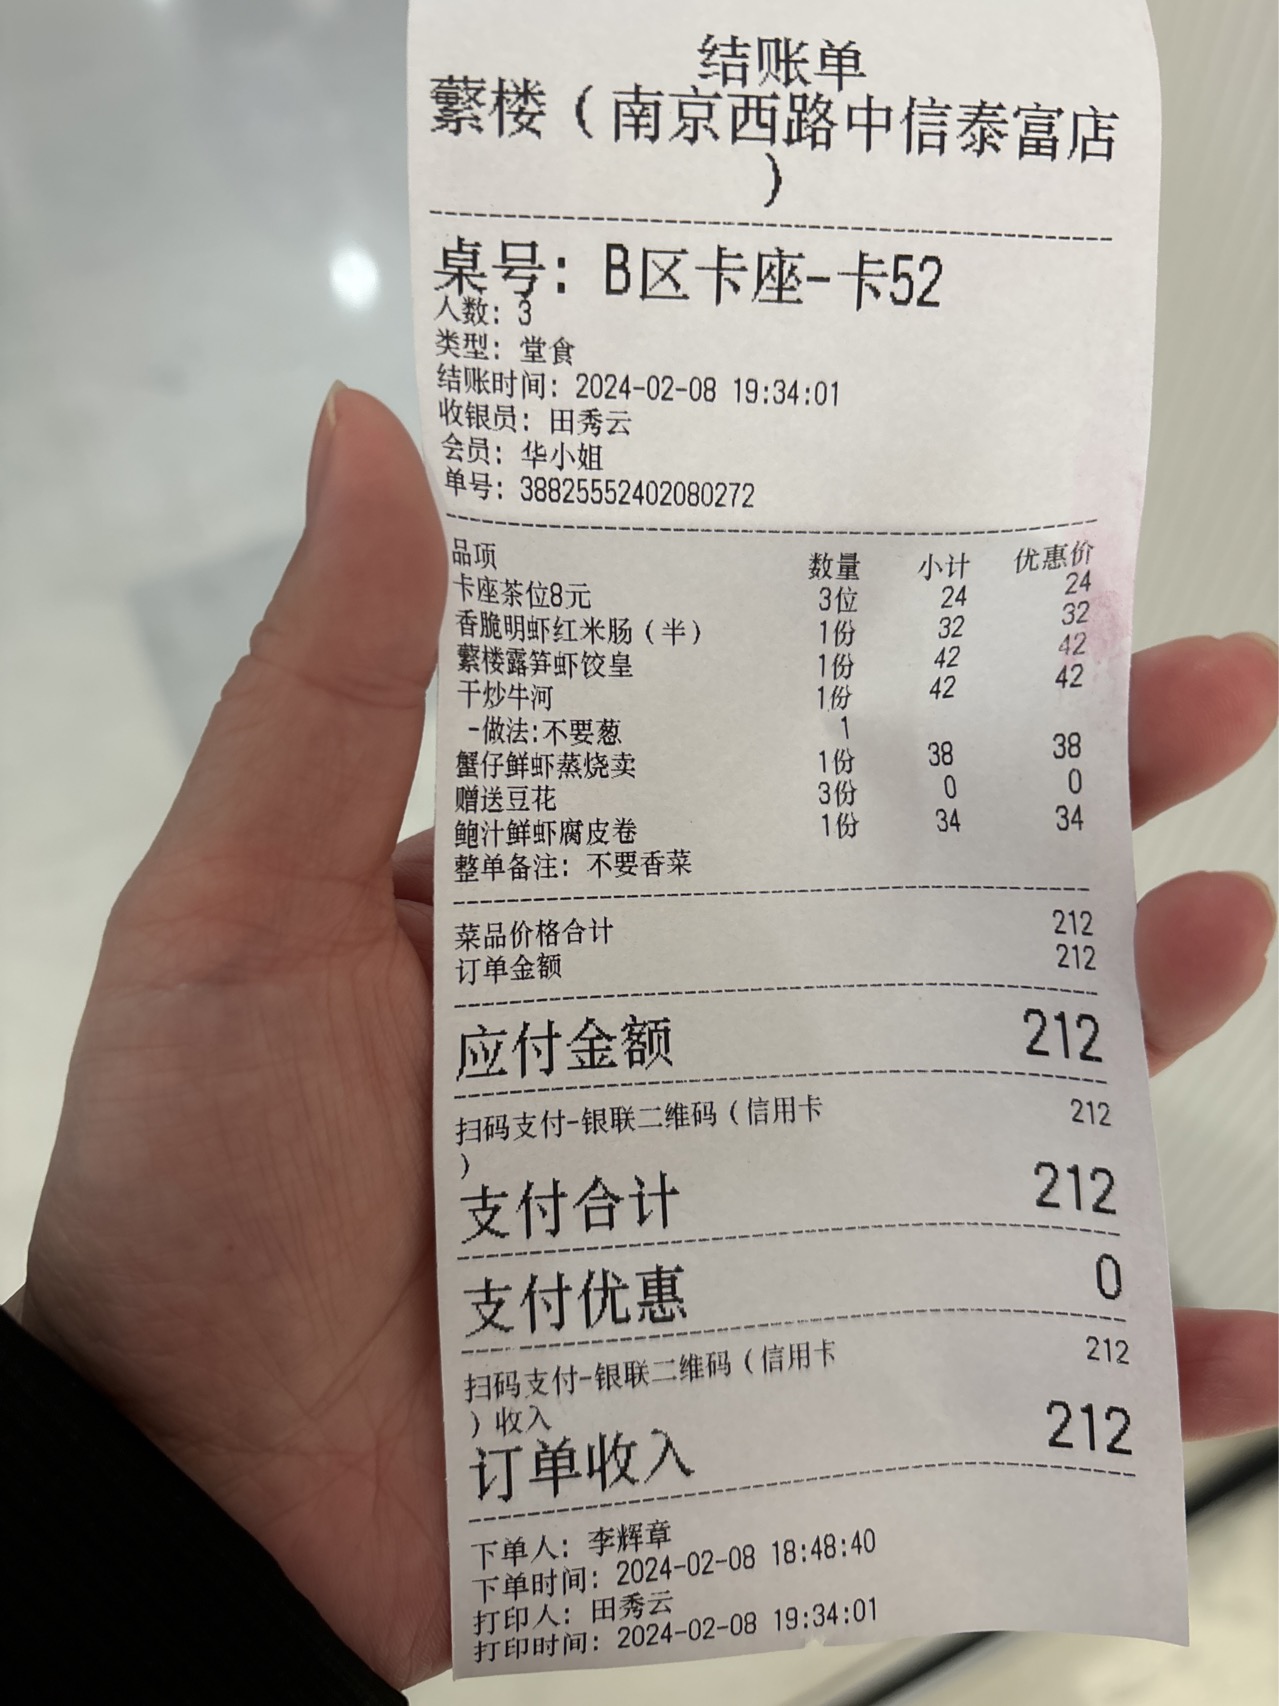 结账单
蘩楼（南京西路中信泰富店
）
桌号：B区卡座-卡52
人数：3
类型：堂食
结账时间：2024-02-08 19:34:01
收银员：田秀云
会员：华小姐
单号：38825552402080272
品项 数量 小计 优惠价
卡座茶位8元 3位 24 24
香脆明虾红米肠（半） 1份 32 32
蘩楼露笋虾饺皇 1份 42 42
干炒牛河 1份 42 42
-做法:不要葱 1
蟹仔鲜虾蒸烧卖 1份 38 38
赠送豆花 3份 0 0
鲍汁鲜虾腐皮卷 1份 34 34
整单备注：不要香菜
菜品价格合计 212
订单金额 212
应付金额 212
扫码支付-银联二维码（信用卡 212
）
支付合计 212
支付优惠 0
扫码支付-银联二维码（信用卡 212
）收入
订单收入 212
下单人：李辉章
下单时间：2024-02-08 18:48:40
打印人：田秀云
打印时间：2024-02-08 19:34:01